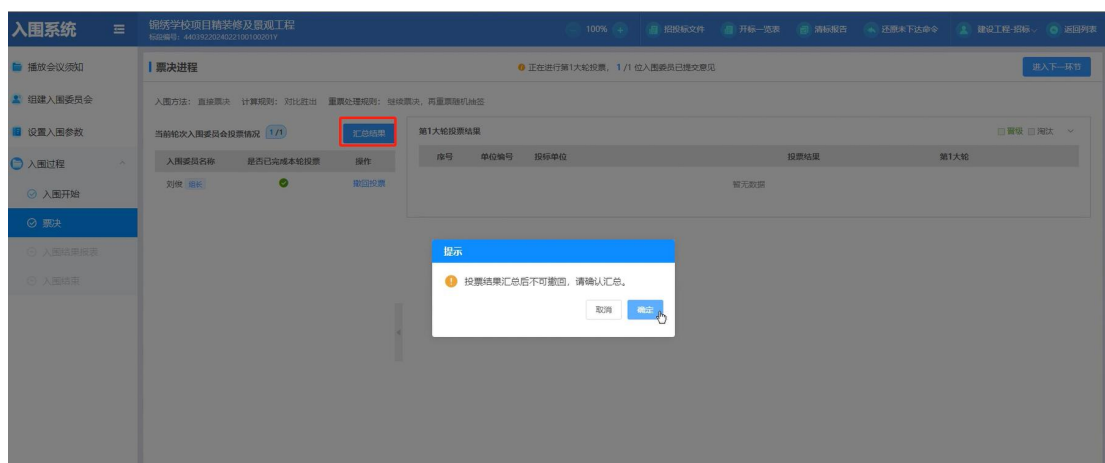 入围系统
锦绣学校项目精装修及景观工程
标段编号：4403922024022100100201Y
100%
招投标文件
开标一览表
清标报告
还原未下达命令
建设工程-招标
返回列表
播放会议须知
组建入围委员会
设置入围参数
入围过程
入围开始
票决
入围结果报表
入围结果
票决进程
正在进行第1大轮投票，1 /1 位入围委员已提交意见
进入下一环节
入围方法：直接票决 计算规则：对比胜出 重票处理规则：继续票决，再重票随机抽签
当前轮次入围委员会投票情况 1 /1
汇总结果
入围委员名称 是否已完成本轮投票 操作
刘俊 组长 撤回投票
第1大轮投票结果
晋级 淘汰
序号 单位编号 投标单位 投票结果 第1大轮
暂无数据
提示
投票结果汇总后不可撤回，请确认汇总。
取消 确定